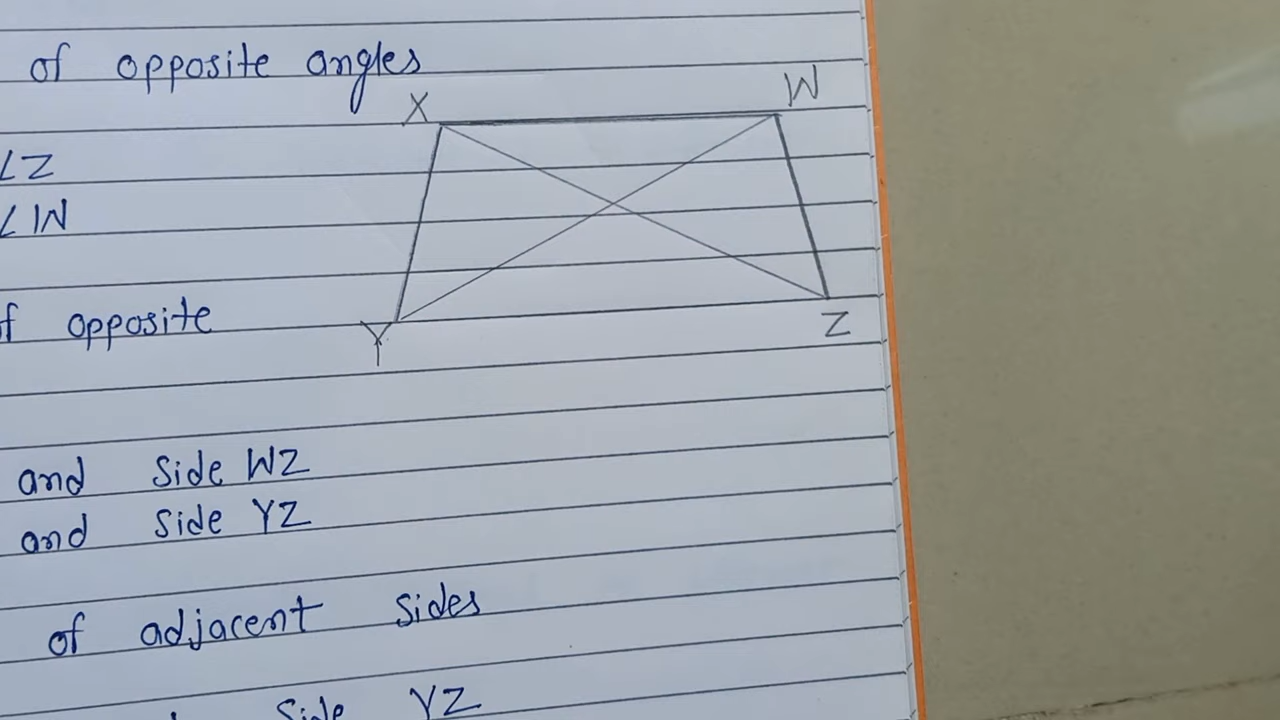 of opposite angles
X
W
∠Z
∠W
opposite
Y
Z
and Side WZ
and Side YZ
of adjacent sides
Side YZ